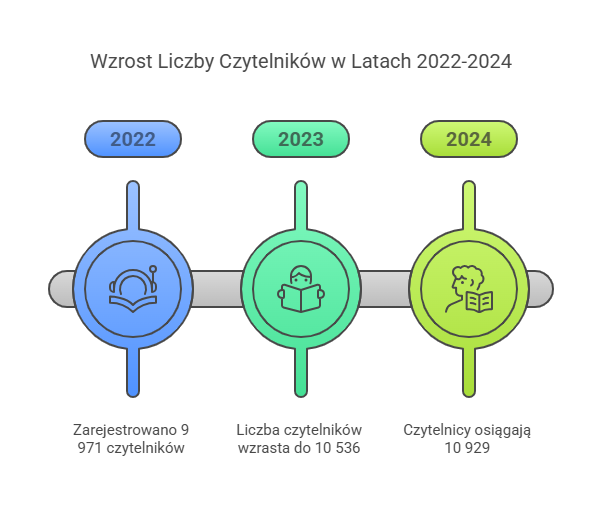 Wzrost Liczby Czytelników w Latach 2022-2024
2022
2023
2024
Zarejestrowano 9
971 czytelników
Liczba czytelników
wzrasta do 10 536
Czytelnicy osiągają
10 929